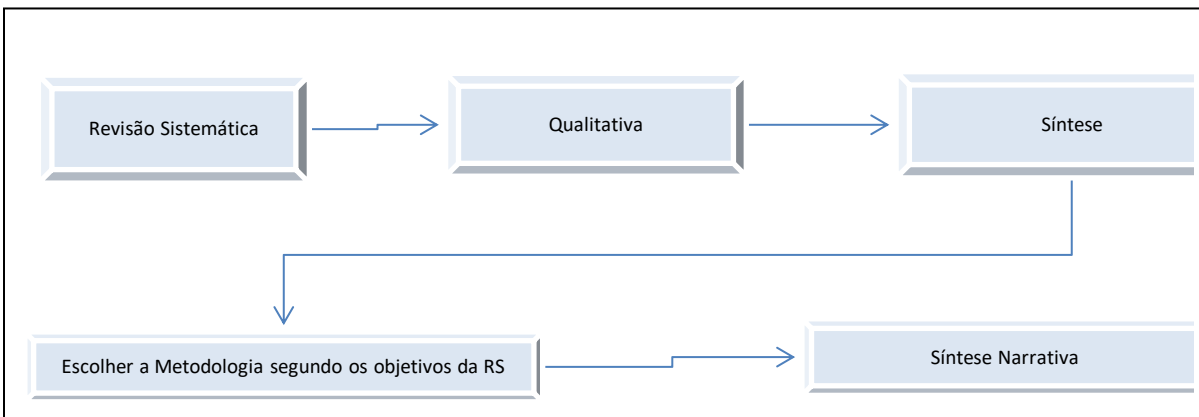 Revisão Sistemática
Qualitativa
Síntese
Escolher a Metodologia segundo os objetivos da RS
Síntese Narrativa